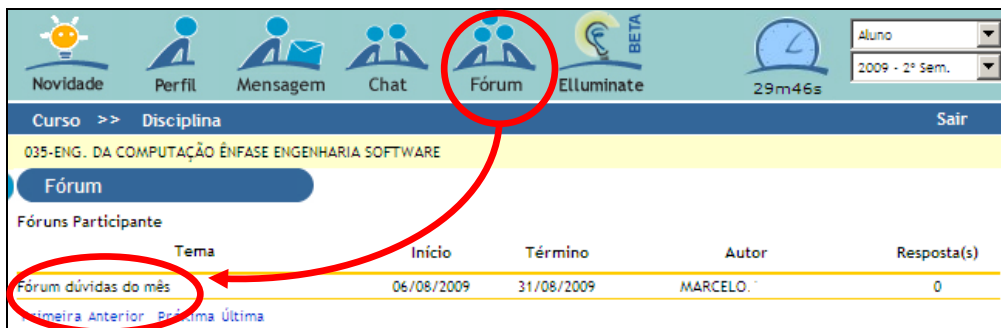 BETA
Novidade Perfil Mensagem Chat Fórum Elluminate
29m46s
Aluno
2009 - 2º Sem.
Curso >> Disciplina Sair
035-ENG. DA COMPUTAÇÃO ÊNFASE ENGENHARIA SOFTWARE
Fórum
Fóruns Participante
Tema Início Término Autor Resposta(s)
Fórum dúvidas do mês 06/08/2009 31/08/2009 MARCELO. 0
Primeira Anterior Próxima Última